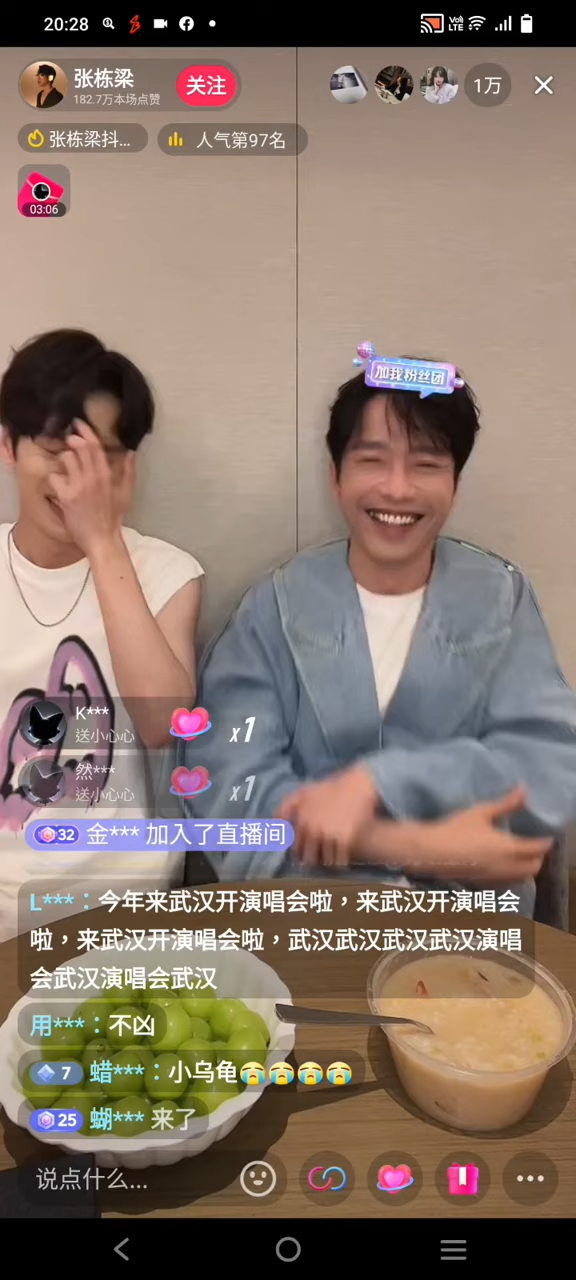 20:28
VoLTE
张栋梁
182.7万本场点赞
关注
1万
张栋梁抖...
人气第97名
03:06
加我粉丝团
K***
送小心心
x1
然***
送小心心
x1
32 金*** 加入了直播间
L***：今年来武汉开演唱会啦，来武汉开演唱会
啦，来武汉开演唱会啦，武汉武汉武汉武汉演唱
会武汉演唱会武汉
用***：不凶
7 蜡***：小乌龟😭😭😭😭
25 蝴*** 来了
说点什么...